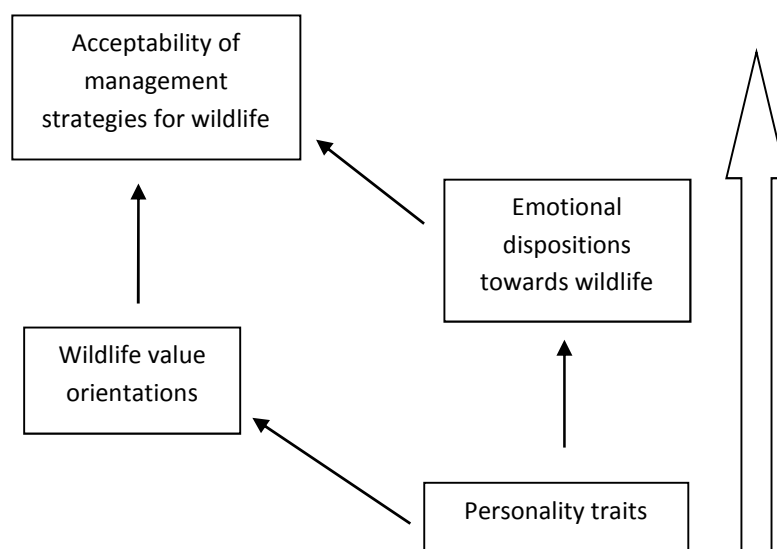 Acceptability of
management
strategies for wildlife
Emotional
dispositions
towards wildlife
Wildlife value
orientations
Personality traits